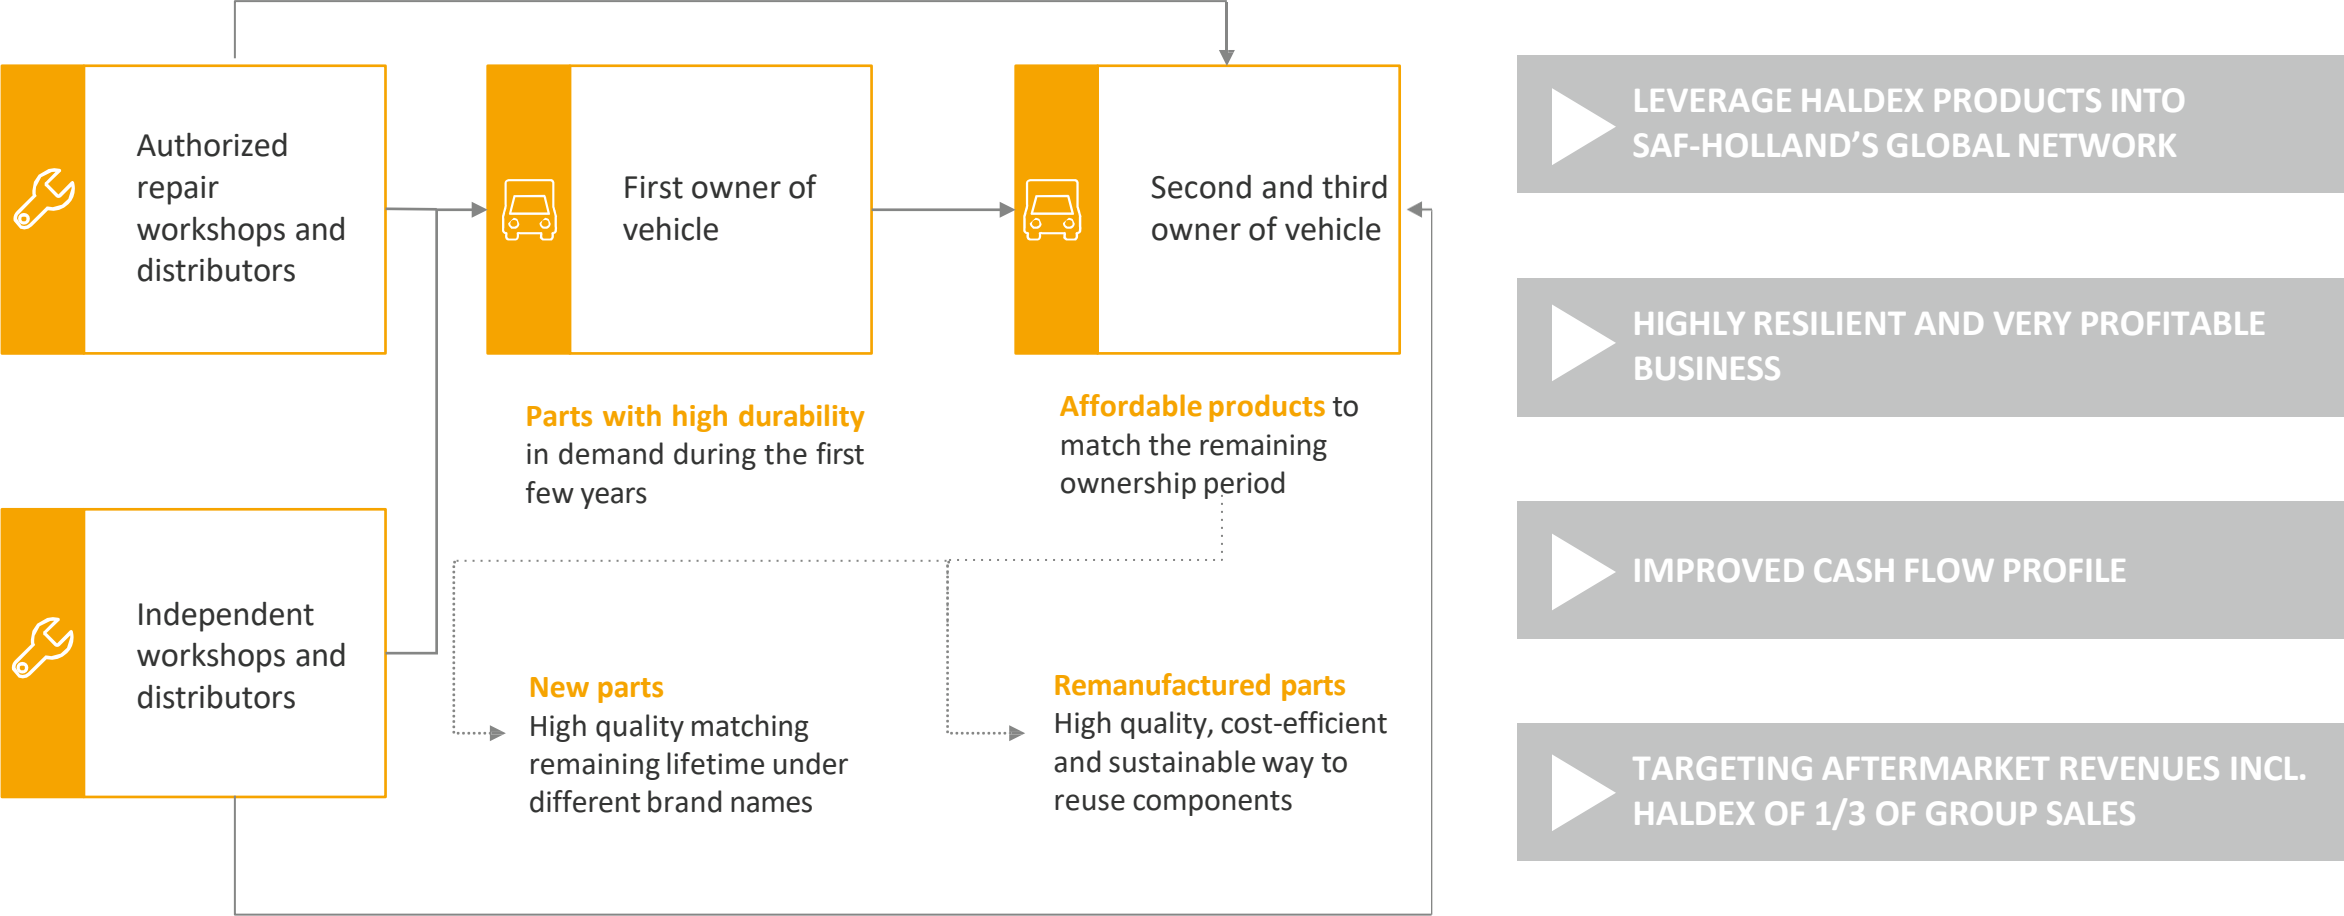 Authorized
repair
workshops and
distributors
First owner of
vehicle
Second and third
owner of vehicle
Parts with high durability
in demand during the first
few years
Affordable products to
match the remaining
ownership period
Independent
workshops and
distributors
New parts
High quality matching
remaining lifetime under
different brand names
Remanufactured parts
High quality, cost-efficient
and sustainable way to
reuse components
LEVERAGE HALDEX PRODUCTS INTO
SAF-HOLLAND’S GLOBAL NETWORK
HIGHLY RESILIENT AND VERY PROFITABLE
BUSINESS
IMPROVED CASH FLOW PROFILE
TARGETING AFTERMARKET REVENUES INCL.
HALDEX OF 1/3 OF GROUP SALES